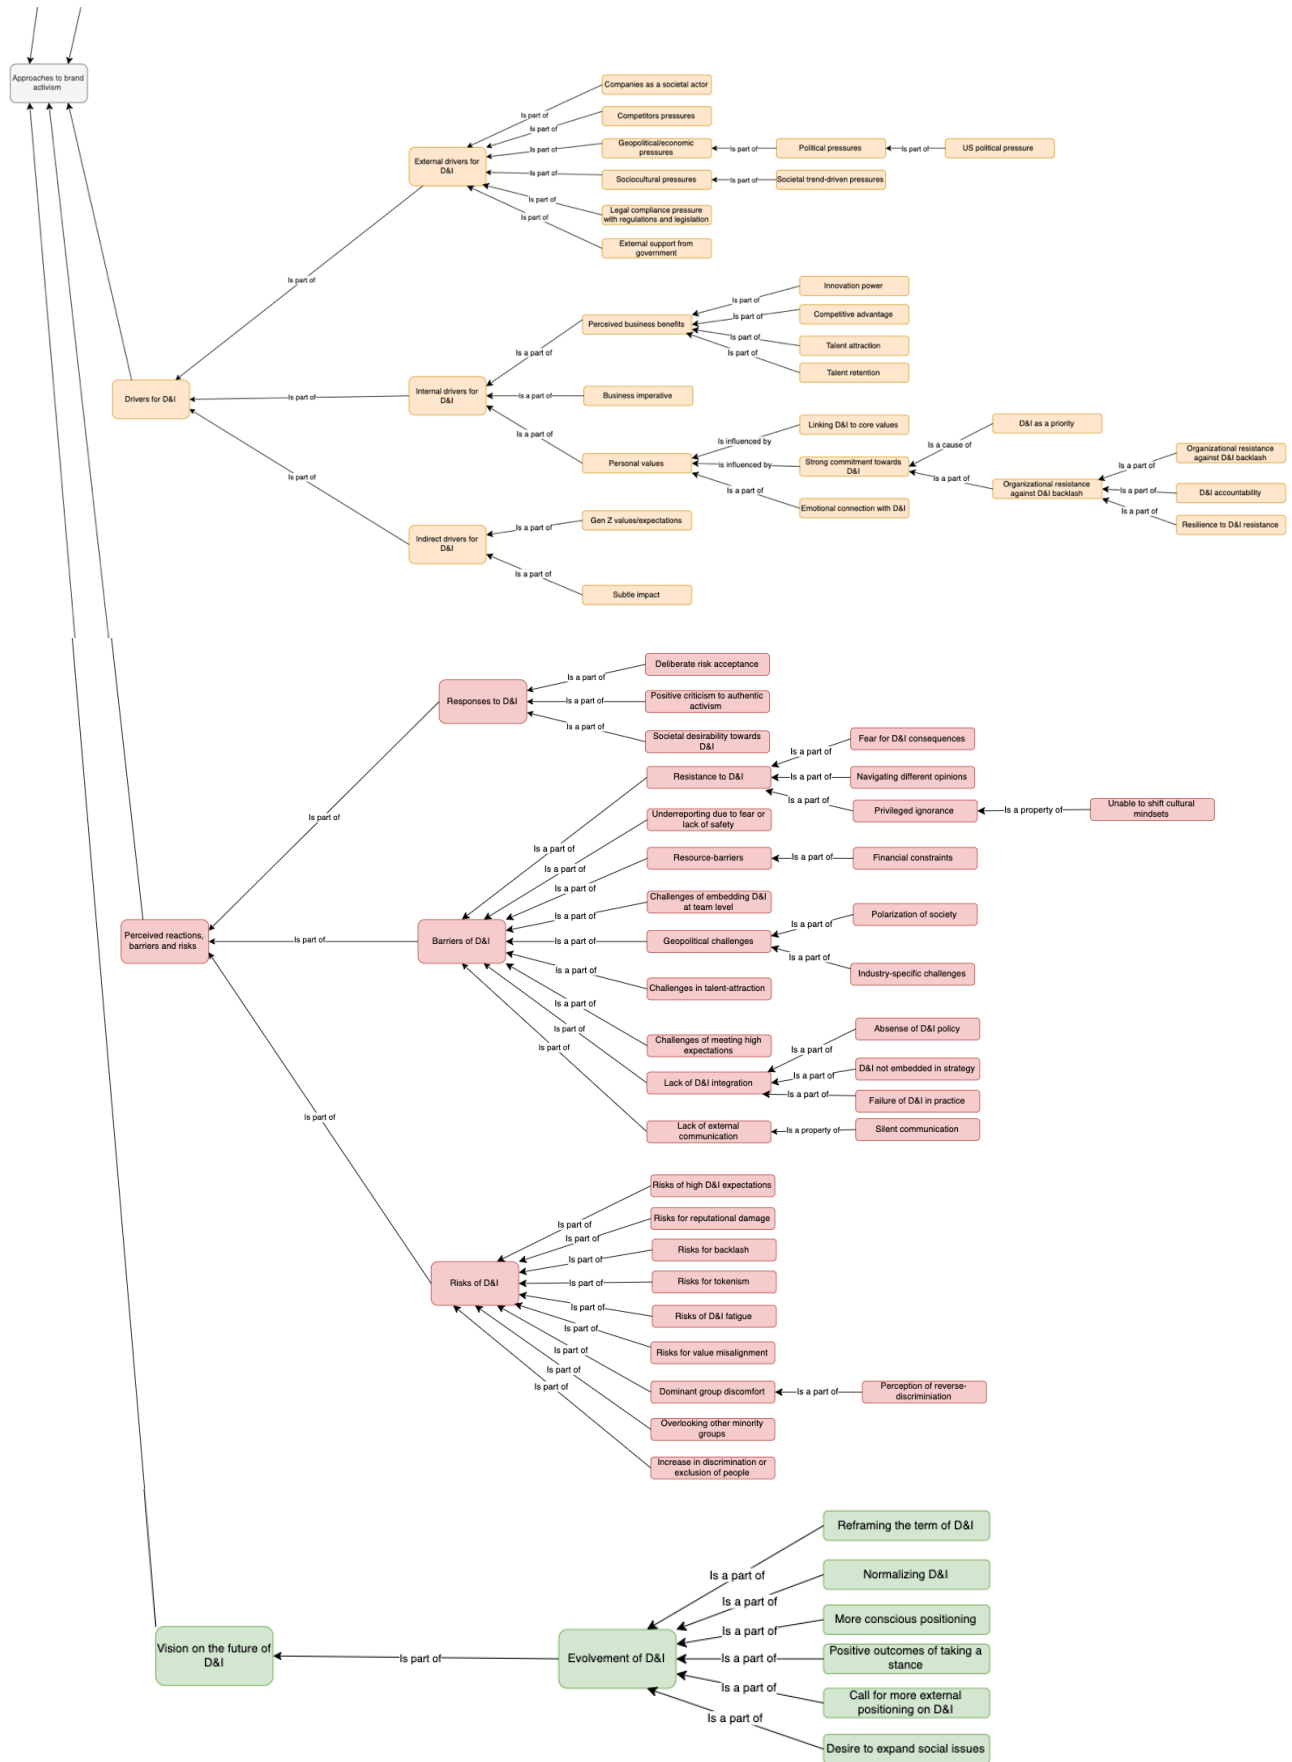 Approaches to brand
activism
Companies as a societal actor
Is part of
Competitors pressures
Is part of
External drivers for
D&I
Is part of
Geopolitical/economic
pressures
Is part of
Political pressures
Is part of
US political pressure
Sociocultural pressures
Is part of
Societal trend-driven pressures
Is part of
Legal compliance pressure
with regulations and legislation
Is part of
External support from
government
Is part of
Innovation power
Is part of
Perceived business benefits
Is part of
Competitive advantage
Is part of
Talent attraction
Is part of
Talent retention
Is a part of
Drivers for D&I
Is part of
Internal drivers for
D&I
Is a part of
Business imperative
Is a part of
Personal values
Is influenced by
Linking D&I to core values
Is influenced by
Strong commitment towards
D&I
Is a cause of
D&I as a priority
Is a part of
Organizational resistance
against D&I backlash
Is a part of
Organizational resistance
against D&I backlash
Is a part of
D&I accountability
Is a part of
Resilience to D&I resistance
Is a part of
Emotional connection with D&I
Is part of
Indirect drivers for
D&I
Is a part of
Gen Z values/expectations
Is a part of
Subtle impact
Responses to D&I
Is a part of
Deliberate risk acceptance
Is a part of
Positive criticism to authentic
activism
Is a part of
Societal desirability towards
D&I
Is part of
Resistance to D&I
Is a part of
Fear for D&I consequences
Is a part of
Navigating different opinions
Is a part of
Privileged ignorance
Is a property of
Unable to shift cultural
mindsets
Is a part of
Underreporting due to fear or
lack of safety
Is a part of
Resource-barriers
Is a part of
Financial constraints
Is a part of
Challenges of embedding D&I
at team level
Is a part of
Perceived reactions,
barriers and risks
Is part of
Barriers of D&I
Is a part of
Geopolitical challenges
Is a part of
Polarization of society
Is a part of
Industry-specific challenges
Is a part of
Challenges in talent-attraction
Is a part of
Challenges of meeting high
expectations
Is part of
Lack of D&I integration
Is a part of
Absense of D&I policy
Is a part of
D&I not embedded in strategy
Is a part of
Failure of D&I in practice
Is part of
Lack of external
communication
Is a property of
Silent communication
Is part of
Risks of D&I
Is part of
Risks of high D&I expectations
Is part of
Risks for reputational damage
Is part of
Risks for backlash
Is part of
Risks for tokenism
Is part of
Risks of D&I fatigue
Is part of
Risks for value misalignment
Is part of
Dominant group discomfort
Is a part of
Perception of reverse-
discriminiation
Is part of
Overlooking other minority
groups
Is part of
Increase in discrimination or
exclusion of people
Vision on the future of
D&I
Is part of
Evolvement of D&I
Is a part of
Reframing the term of D&I
Is a part of
Normalizing D&I
Is a part of
More conscious positioning
Is a part of
Positive outcomes of taking a
stance
Is a part of
Call for more external
positioning on D&I
Is a part of
Desire to expand social issues